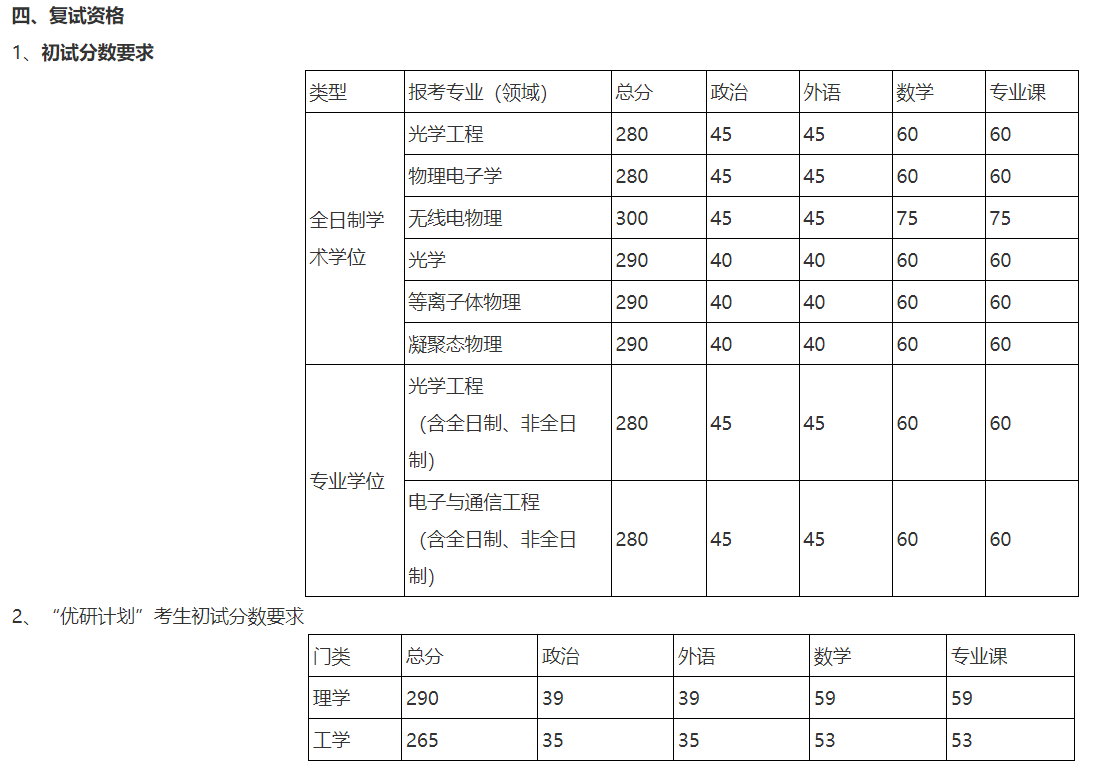 四、复试资格
1、初试分数要求
类型 报考专业（领域） 总分 政治 外语 数学 专业课
全日制学
术学位
光学工程 280 45 45 60 60
物理电子学 280 45 45 60 60
无线电物理 300 45 45 75 75
光学 290 40 40 60 60
等离子体物理 290 40 40 60 60
凝聚态物理 290 40 40 60 60
专业学位
光学工程
（含全日制、非全日
制） 280 45 45 60 60
电子与通信工程
（含全日制、非全日
制） 280 45 45 60 60
2、“优研计划”考生初试分数要求
门类 总分 政治 外语 数学 专业课
理学 290 39 39 59 59
工学 265 35 35 53 53